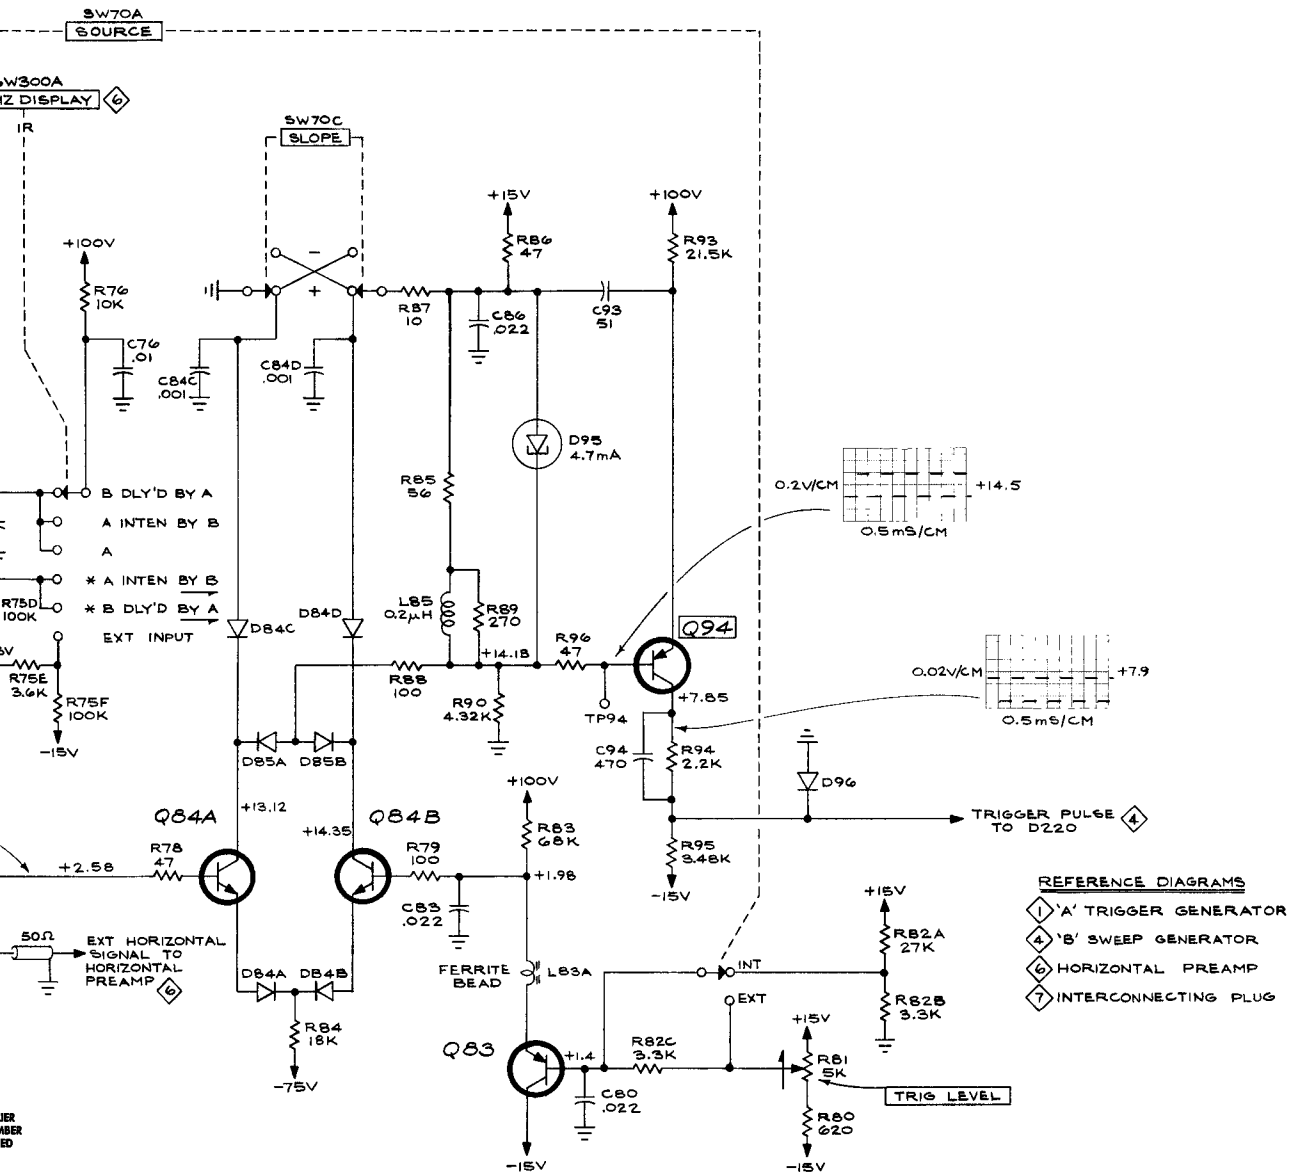 SW70A
SOURCE
SW300A
HZ DISPLAY 6
1R
SW70C
SLOPE
+15V
+100V
R86
47
R93
21.5K
+100V
−
+
R76
10K
R87
10
C86
.022
C93
51
C76
.01
C84C
.001
C84D
.001
D95
4.7mA
R85
56
0.2V/CM
+14.5
0.5mS/CM
B DLY'D BY A
A INTEN BY B
A
* A INTEN BY B
* B DLY'D BY A
EXT INPUT
R75D
100K
R75E
3.6K
R75F
100K
-15V
D84C
D84D
L85
0.2µH
R89
270
+14.18
R96
47
Q94
R88
100
R90
4.32K
TP94
+7.85
0.02V/CM
+7.9
0.5mS/CM
D85A
D85B
C94
470
R94
2.2K
D96
+100V
+13.12
Q84A
+14.35
Q84B
R83
68K
TRIGGER PULSE
TO D220 4
R78
47
+2.58
R79
100
+1.98
R95
3.48K
-15V
C83
.022
+15V
REFERENCE DIAGRAMS
1 'A' TRIGGER GENERATOR
4 'B' SWEEP GENERATOR
6 HORIZONTAL PREAMP
7 INTERCONNECTING PLUG
50Ω
EXT HORIZONTAL
SIGNAL TO
HORIZONTAL
PREAMP 6
R82A
27K
FERRITE
BEAD
L83A
INT
EXT
D84A
D84B
R82B
3.3K
R84
18K
-75V
Q83
+1.4
R82C
3.3K
+15V
R81
5K
C80
.022
TRIG LEVEL
R80
620
-15V
-15V